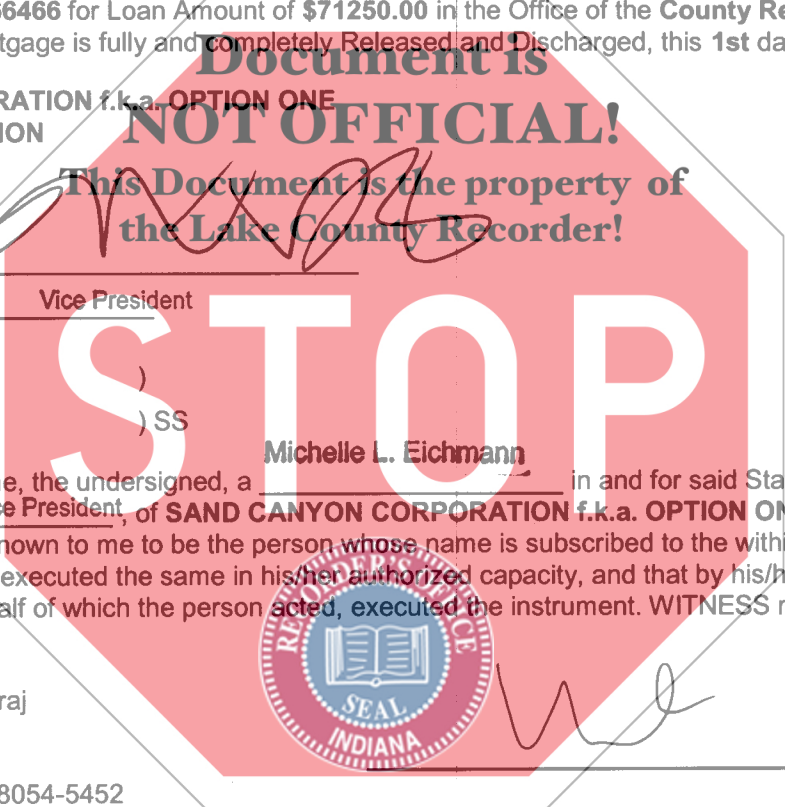 66466 for Loan Amount of $71250.00 in the Office of the County Re
tgage is fully and completely Released and Discharged, this 1st da
Document is
RATION f.k.a. OPTION ONE
ION
NOT OFFICIAL!
This Document is the property of
the Lake County Recorder!
Vice President
STOP
)
) SS
Michelle L. Eichmann
e, the undersigned, a in and for said Sta
ce President, of SAND CANYON CORPORATION f.k.a. OPTION ON
nown to me to be the person whose name is subscribed to the withi
executed the same in his/her authorized capacity, and that by his/h
alf of which the person acted, executed the instrument. WITNESS
RECORDER'S OFFICE
SEAL
INDIANA
raj
8054-5452